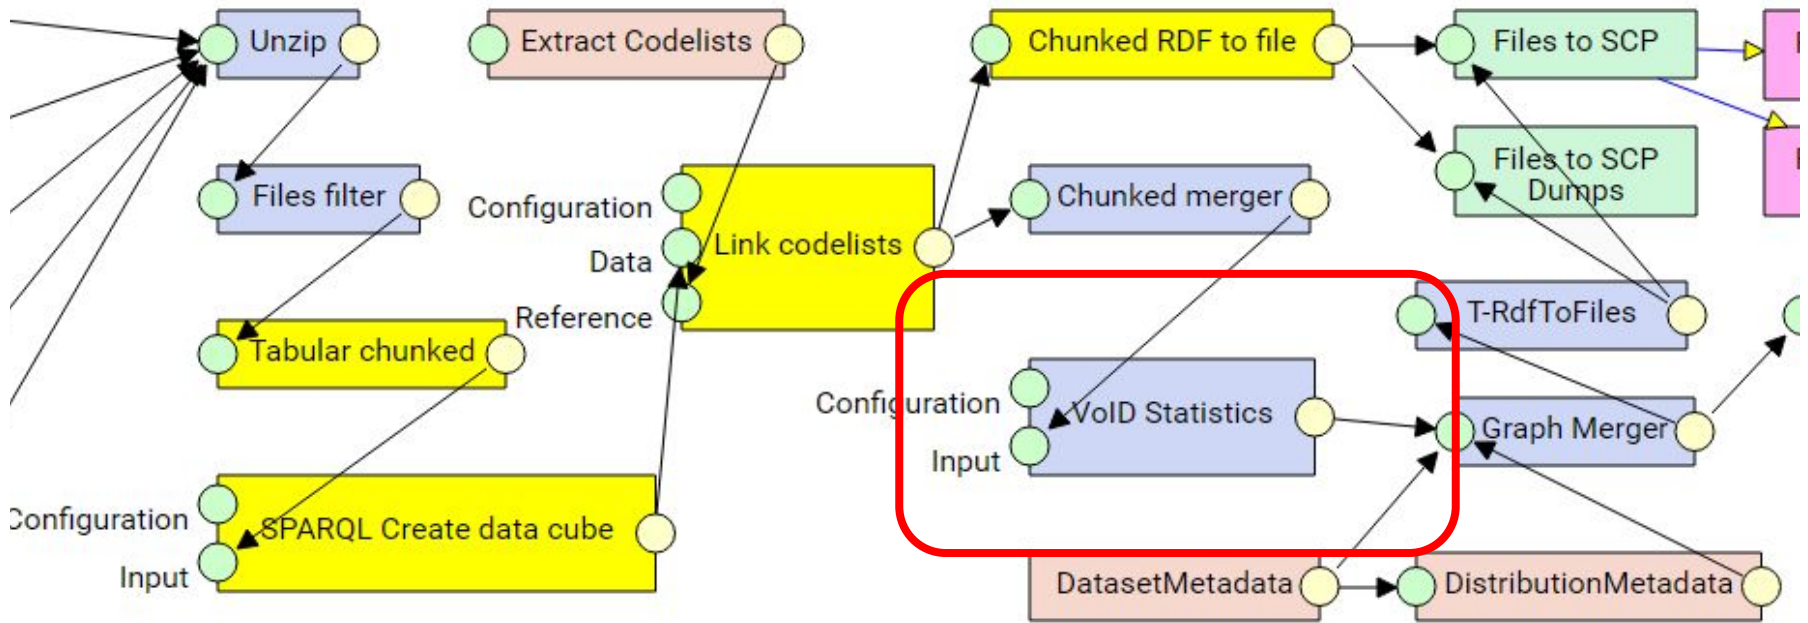 Unzip
Extract Codelists
Chunked RDF to file
Files to SCP
Files to SCP
Dumps
Files filter
Configuration
Data
Reference
Link codelists
Chunked merger
T-RdfToFiles
Tabular chunked
Configuration
Input
VoID Statistics
Graph Merger
Configuration
Input
SPARQL Create data cube
DatasetMetadata
DistributionMetadata